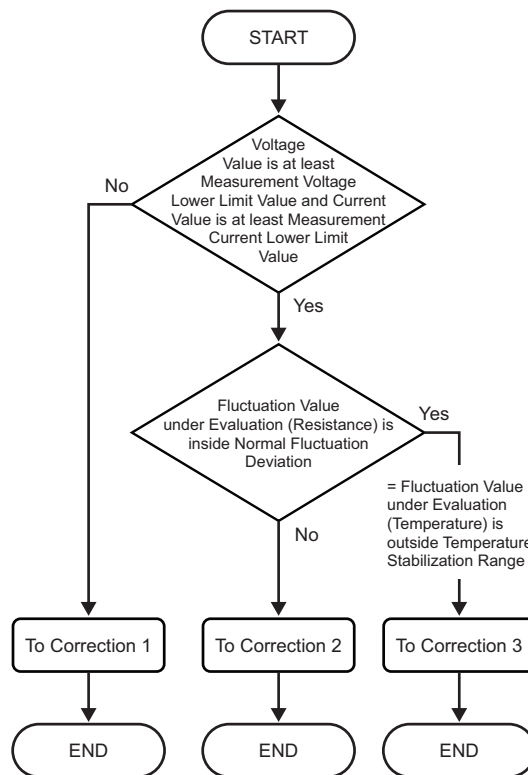 START
Voltage
Value is at least
Measurement Voltage
Lower Limit Value and Current
Value is at least Measurement
Current Lower Limit
Value
No
Yes
Fluctuation Value
under Evaluation (Resistance) is
inside Normal Fluctuation
Deviation
Yes
= Fluctuation Value
under Evaluation
(Temperature) is
outside Temperature
Stabilization Range
No
To Correction 1
To Correction 2
To Correction 3
END
END
END